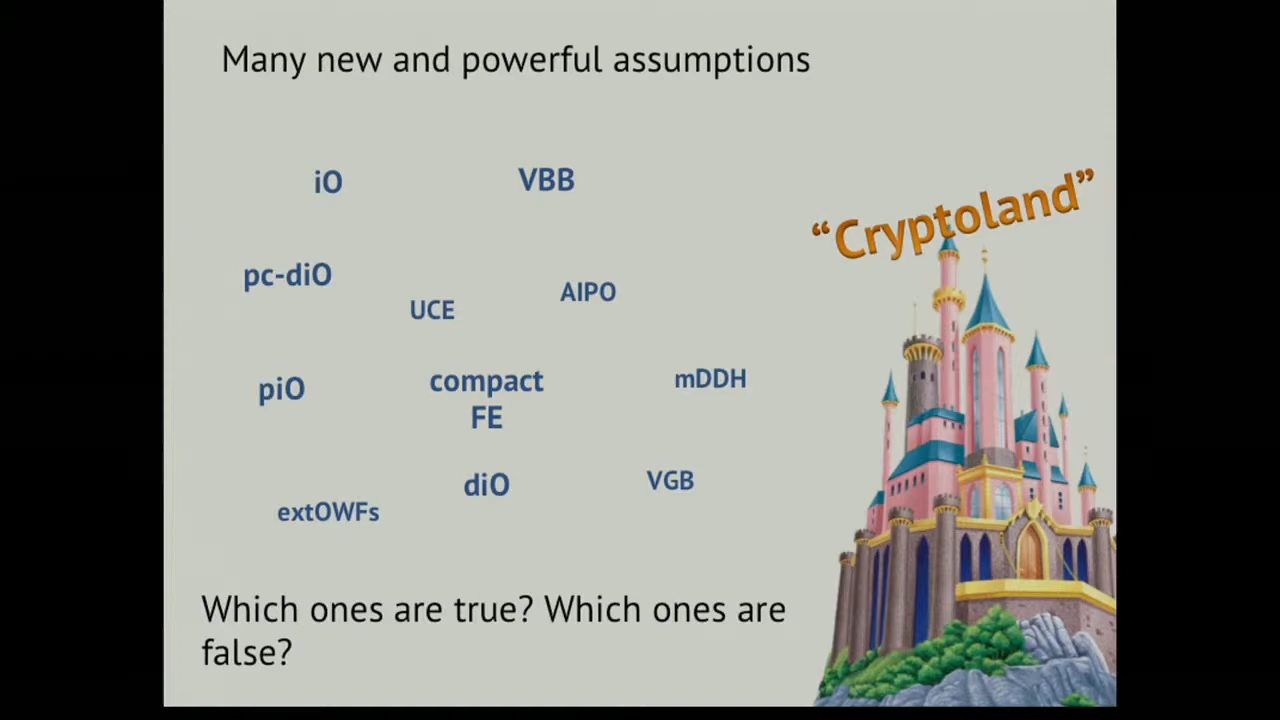 Many new and powerful assumptions
iO
VBB
“Cryptoland”
pc-diO
UCE
AIPO
piO
compact
FE
mDDH
diO
VGB
extOWFs
Which ones are true? Which ones are
false?